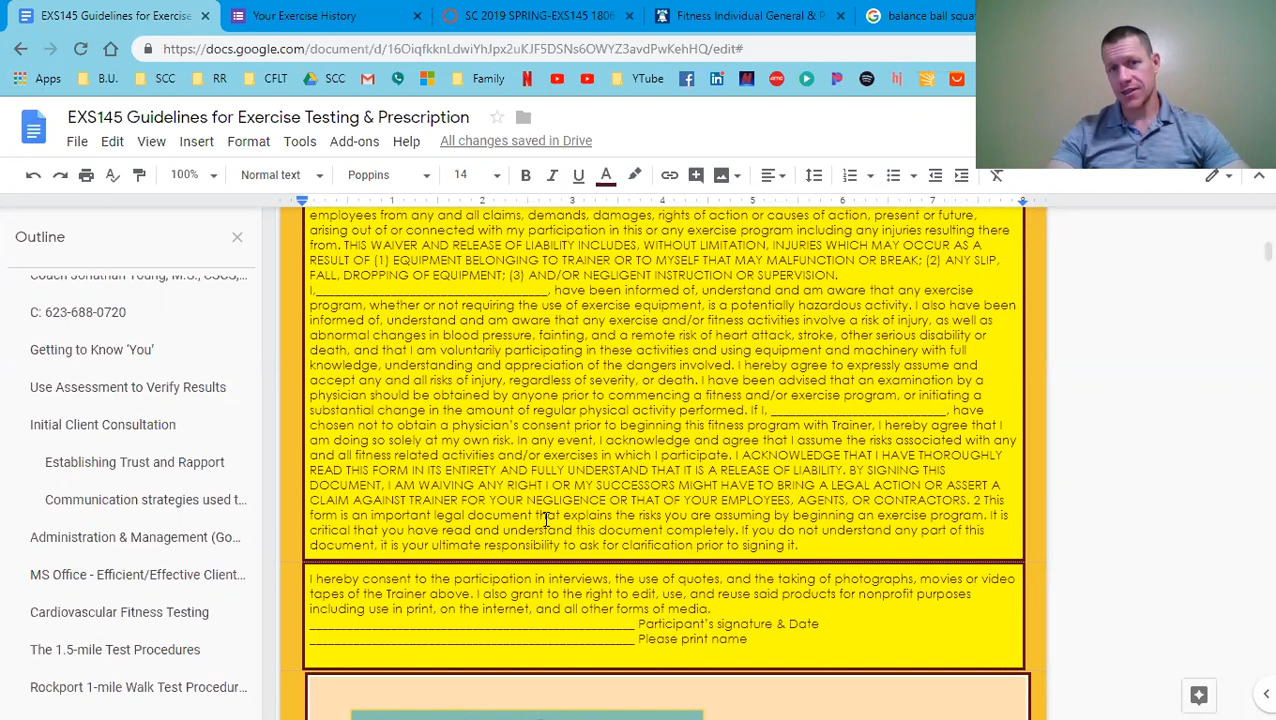 EXS145 Guidelines for Exercise
Your Exercise History
SC 2019 SPRING-EXS145 1806
Fitness Individual General & P
balance ball squa
https://docs.google.com/document/d/16OiqfkknLdwiYhJpx2uKJF5DSNs6OWYZ3avdPwKehHQ/edit#
Apps
B.U.
SCC
RR
CFLT
SCC
Family
YTube
EXS145 Guidelines for Exercise Testing & Prescription
File Edit View Insert Format Tools Add-ons Help All changes saved in Drive
100% Normal text Poppins 14
1 2 3 4 5 6 7 8
Outline
Coach Jonathan Young, M.S., CSCS,
C: 623-688-0720
Getting to Know ‘You’
Use Assessment to Verify Results
Initial Client Consultation
Establishing Trust and Rapport
Communication strategies used t...
Administration & Management (Go...
MS Office - Efficient/Effective Client...
Cardiovascular Fitness Testing
The 1.5-mile Test Procedures
Rockport 1-mile Walk Test Procedur...
employees from any and all claims, demands, damages, rights of action or causes of action, present or future,
arising out of or connected with my participation in this or any exercise program including any injuries resulting there
from. THIS WAIVER AND RELEASE OF LIABILITY INCLUDES, WITHOUT LIMITATION, INJURIES WHICH MAY OCCUR AS A
RESULT OF (1) EQUIPMENT BELONGING TO TRAINER OR TO MYSELF THAT MAY MALFUNCTION OR BREAK; (2) ANY SLIP,
FALL, DROPPING OF EQUIPMENT; (3) AND/OR NEGLIGENT INSTRUCTION OR SUPERVISION.
I,___________________________________, have been informed of, understand and am aware that any exercise
program, whether or not requiring the use of exercise equipment, is a potentially hazardous activity. I also have been
informed of, understand and am aware that any exercise and/or fitness activities involve a risk of injury, as well as
abnormal changes in blood pressure, fainting, and a remote risk of heart attack, stroke, other serious disability or
death, and that I am voluntarily participating in these activities and using equipment and machinery with full
knowledge, understanding and appreciation of the dangers involved. I hereby agree to expressly assume and
accept any and all risks of injury, regardless of severity, or death. I have been advised that an examination by a
physician should be obtained by anyone prior to commencing a fitness and/or exercise program, or initiating a
substantial change in the amount of regular physical activity performed. If I, __________________________, have
chosen not to obtain a physician’s consent prior to beginning this fitness program with Trainer, I hereby agree that I
am doing so solely at my own risk. In any event, I acknowledge and agree that I assume the risks associated with any
and all fitness related activities and/or exercises in which I participate. I ACKNOWLEDGE THAT I HAVE THOROUGHLY
READ THIS FORM IN ITS ENTIRETY AND FULLY UNDERSTAND THAT IT IS A RELEASE OF LIABILITY. BY SIGNING THIS
DOCUMENT, I AM WAIVING ANY RIGHT I OR MY SUCCESSORS MIGHT HAVE TO BRING A LEGAL ACTION OR ASSERT A
CLAIM AGAINST TRAINER FOR YOUR NEGLIGENCE OR THAT OF YOUR EMPLOYEES, AGENTS, OR CONTRACTORS. 2 This
form is an important legal document that explains the risks you are assuming by beginning an exercise program. It is
critical that you have read and understand this document completely. If you do not understand any part of this
document, it is your ultimate responsibility to ask for clarification prior to signing it.
I hereby consent to the participation in interviews, the use of quotes, and the taking of photographs, movies or video
tapes of the Trainer above. I also grant to the right to edit, use, and reuse said products for nonprofit purposes
including use in print, on the internet, and all other forms of media.
__________________________________________________ Participant’s signature & Date
__________________________________________________ Please print name